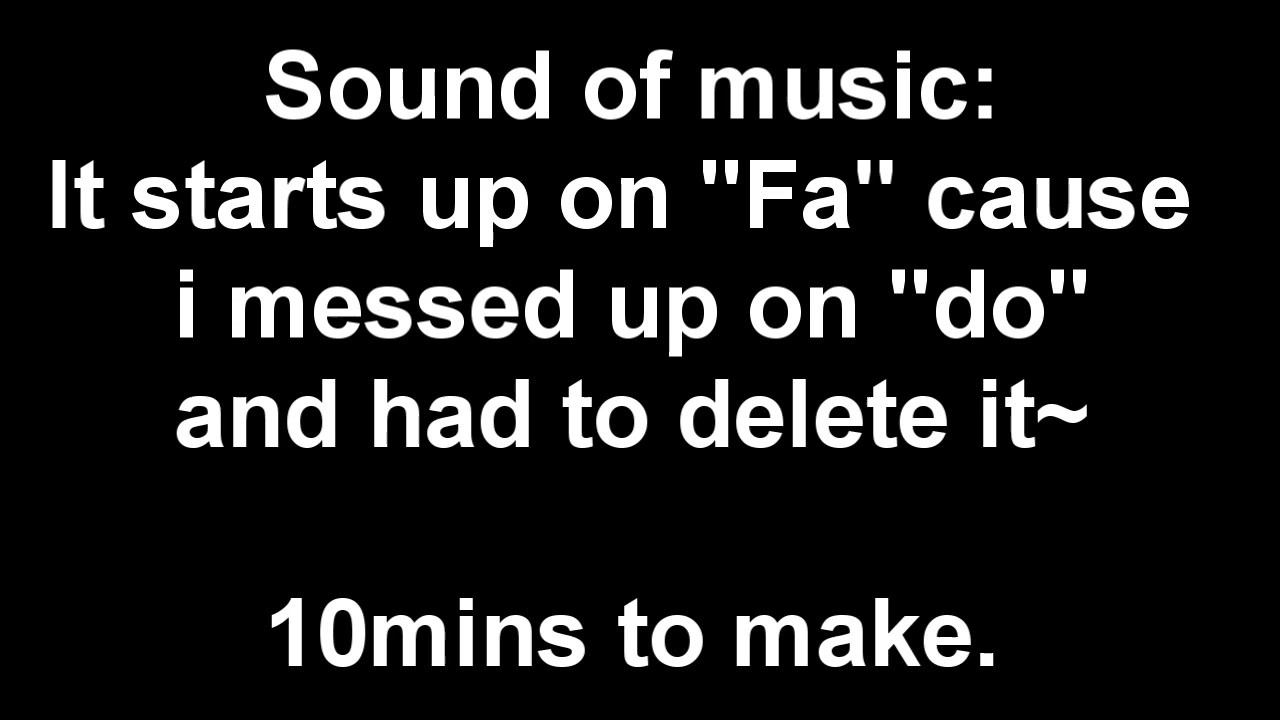 Sound of music:
It starts up on "Fa" cause
i messed up on "do"
and had to delete it~
10mins to make.